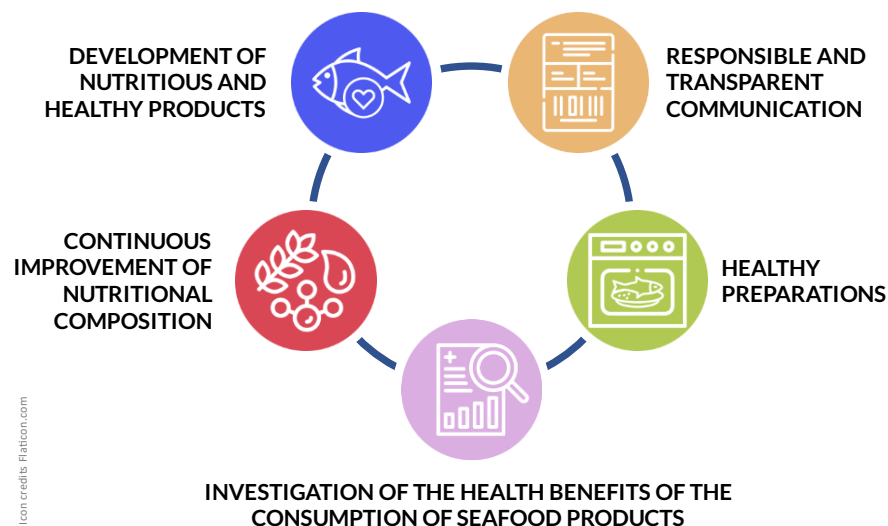 DEVELOPMENT OF
NUTRITIOUS AND
HEALTHY PRODUCTS
RESPONSIBLE AND
TRANSPARENT
COMMUNICATION
CONTINUOUS
IMPROVEMENT OF
NUTRITIONAL
COMPOSITION
HEALTHY
PREPARATIONS
INVESTIGATION OF THE HEALTH BENEFITS OF THE
CONSUMPTION OF SEAFOOD PRODUCTS
Icon credits Flaticon.com